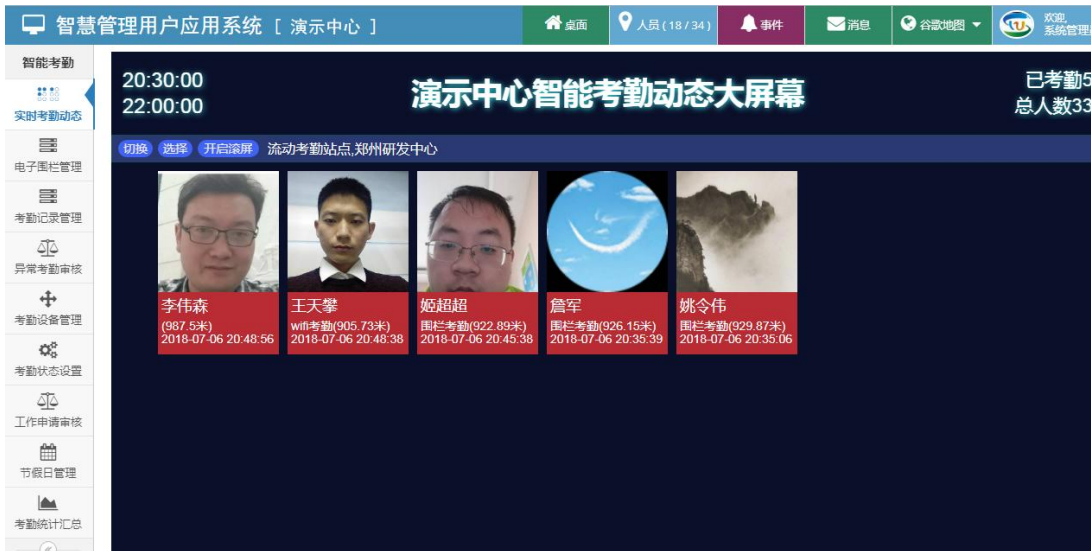 智慧管理用户应用系统 [ 演示中心 ]
桌面
人员(18/34)
事件
消息
谷歌地图
欢迎,
系统管理
智能考勤
实时考勤动态
电子围栏管理
考勤记录管理
异常考勤审核
考勤设备管理
考勤状态设置
工作申请审核
节假日管理
考勤统计汇总
20:30:00
22:00:00
演示中心智能考勤动态大屏幕
已考勤5
总人数33
切换 选择 开启滚屏 流动考勤站点,郑州研发中心
李伟森
(987.5米)
2018-07-06 20:48:56
王天攀
wifi考勤(905.73米)
2018-07-06 20:48:38
姬超超
围栏考勤(922.89米)
2018-07-06 20:45:38
詹军
围栏考勤(926.15米)
2018-07-06 20:35:39
姚令伟
围栏考勤(929.87米)
2018-07-06 20:35:06